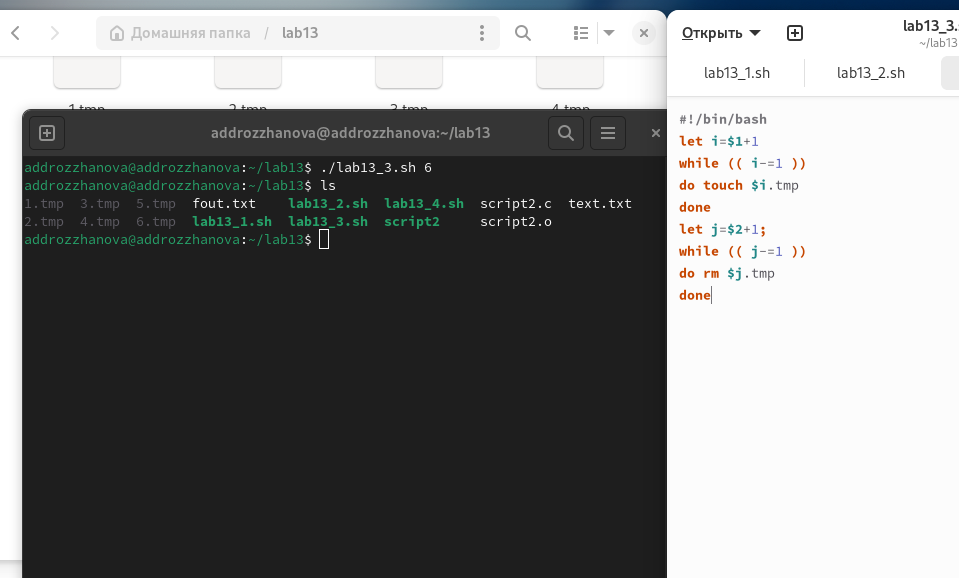 Домашняя папка / lab13
1.tmp 2.tmp 3.tmp 4.tmp
addrozzhanova@addrozzhanova:~/lab13
addrozzhanova@addrozzhanova:~/lab13$ ./lab13_3.sh 6
addrozzhanova@addrozzhanova:~/lab13$ ls
1.tmp 3.tmp 5.tmp fout.txt lab13_2.sh lab13_4.sh script2.c text.txt
2.tmp 4.tmp 6.tmp lab13_1.sh lab13_3.sh script2 script2.o
addrozzhanova@addrozzhanova:~/lab13$
Открыть
lab13_3.
~/lab13
lab13_1.sh lab13_2.sh
#!/bin/bash
let i=$1+1
while (( i-=1 ))
do touch $i.tmp
done
let j=$2+1;
while (( j-=1 ))
do rm $j.tmp
done